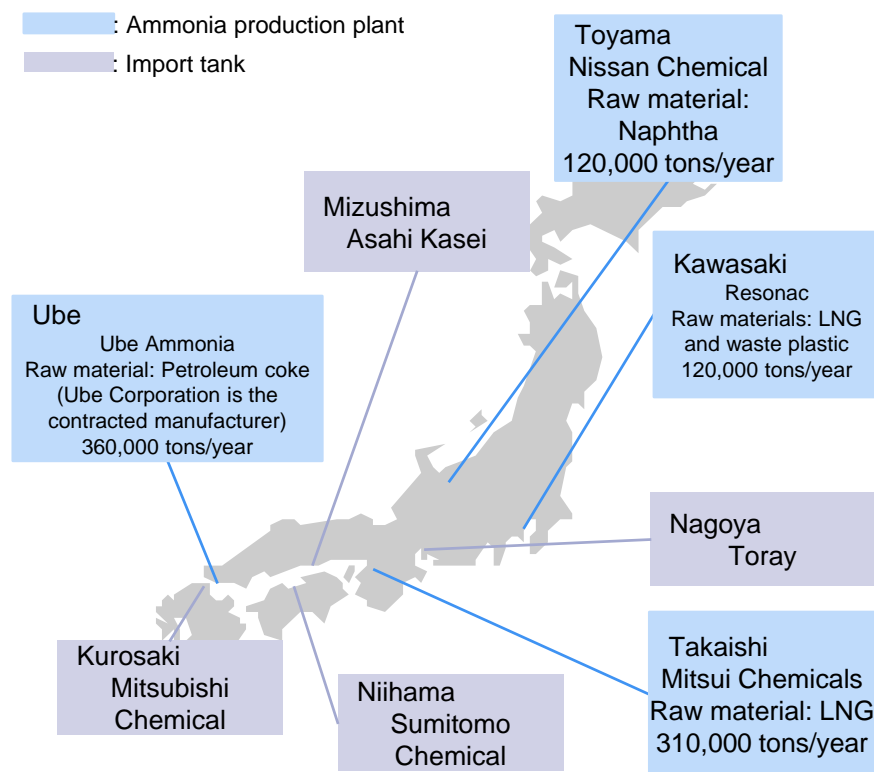 : Ammonia production plant
: Import tank
Toyama
Nissan Chemical
Raw material:
Naphtha
120,000 tons/year
Mizushima
Asahi Kasei
Kawasaki
Resonac
Raw materials: LNG
and waste plastic
120,000 tons/year
Ube
Ube Ammonia
Raw material: Petroleum coke
(Ube Corporation is the
contracted manufacturer)
360,000 tons/year
Nagoya
Toray
Kurosaki
Mitsubishi
Chemical
Niihama
Sumitomo
Chemical
Takaishi
Mitsui Chemicals
Raw material: LNG
310,000 tons/year